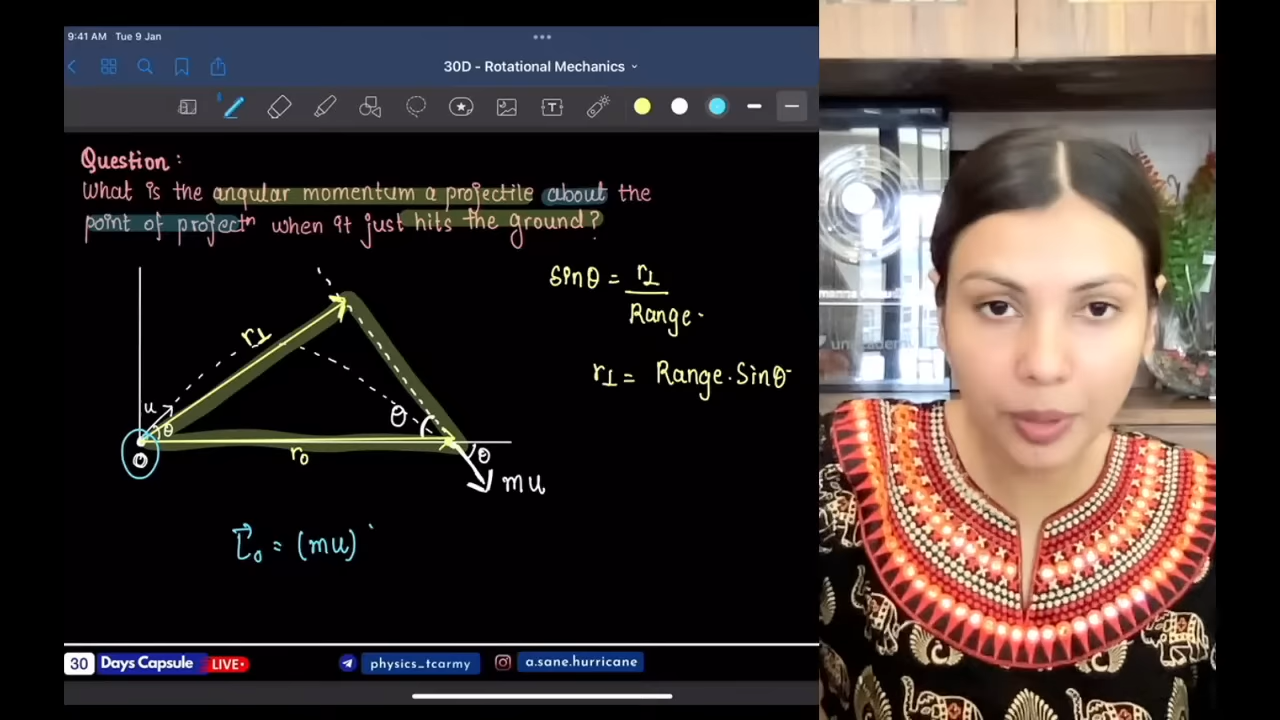 9:41 AM Tue 9 Jan
30D - Rotational Mechanics
T
Question:
What is the angular momentum a projectile about the
point of projectⁿ when it just hits the ground?
Sinθ = r⊥
Range
r⊥ = Range. Sinθ
r⊥
u
θ
θ
r₀
θ
mu
O
L₀ = (mu)
30 Days Capsule LIVE
physics_tcarmy
a.sane.hurricane